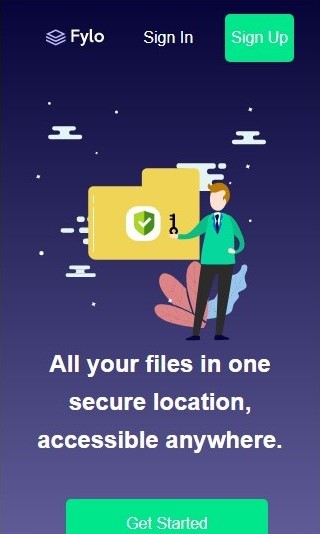 Fylo Sign In Sign Up
All your files in one
secure location,
accessible anywhere.
Get Started